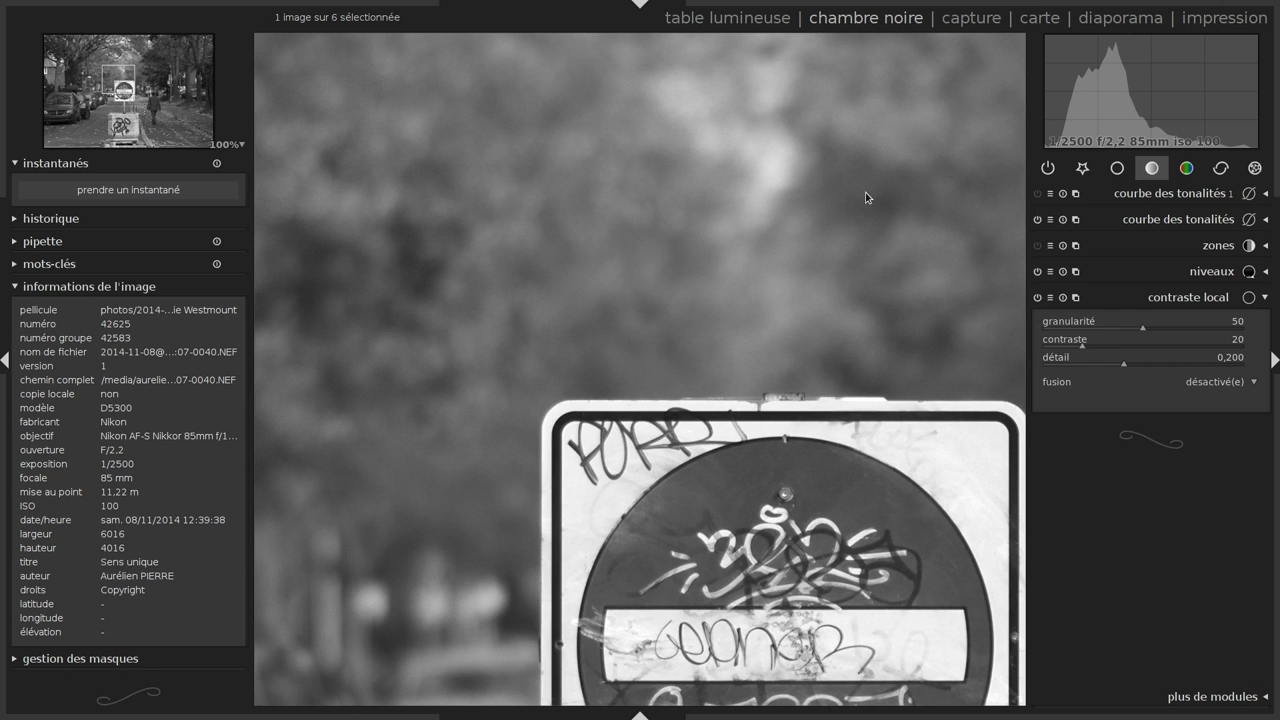 1 image sur 6 sélectionnée
table lumineuse | chambre noire | capture | carte | diaporama | impression
100%
instantanés
prendre un instantané
historique
pipette
mots-clés
informations de l'image
pellicule photos/2014-...ie Westmount
numéro 42625
numéro groupe 42583
nom de fichier 2014-11-08@...:07-0040.NEF
version 1
chemin complet /media/aurelie...07-0040.NEF
copie locale non
modèle D5300
fabricant Nikon
objectif Nikon AF-S Nikkor 85mm f/1...
ouverture F/2,2
exposition 1/2500
focale 85 mm
mise au point 11,22 m
ISO 100
date/heure sam. 08/11/2014 12:39:38
largeur 6016
hauteur 4016
titre Sens unique
auteur Aurélien PIERRE
droits Copyright
latitude -
longitude -
élévation -
gestion des masques
1/2500 f/2,2 85mm iso 100
courbe des tonalités 1
courbe des tonalités
zones
niveaux
contraste local
granularité 50
contraste 20
détail 0,200
fusion désactivé(e)
plus de modules